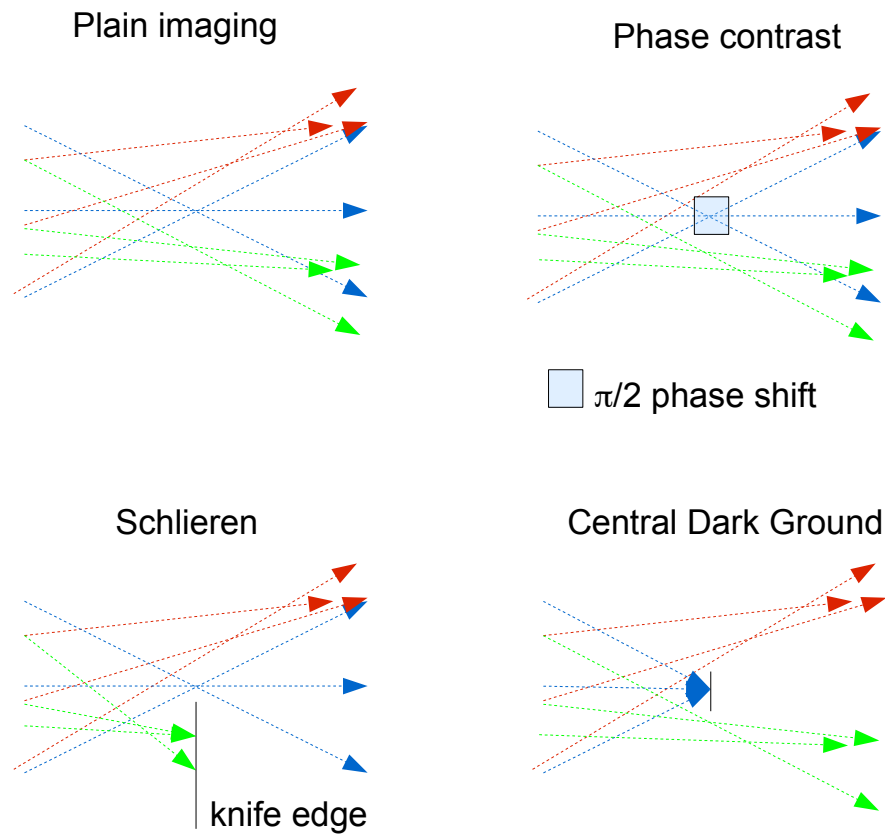 Plain imaging
Phase contrast
π/2 phase shift
Schlieren
Central Dark Ground
knife edge